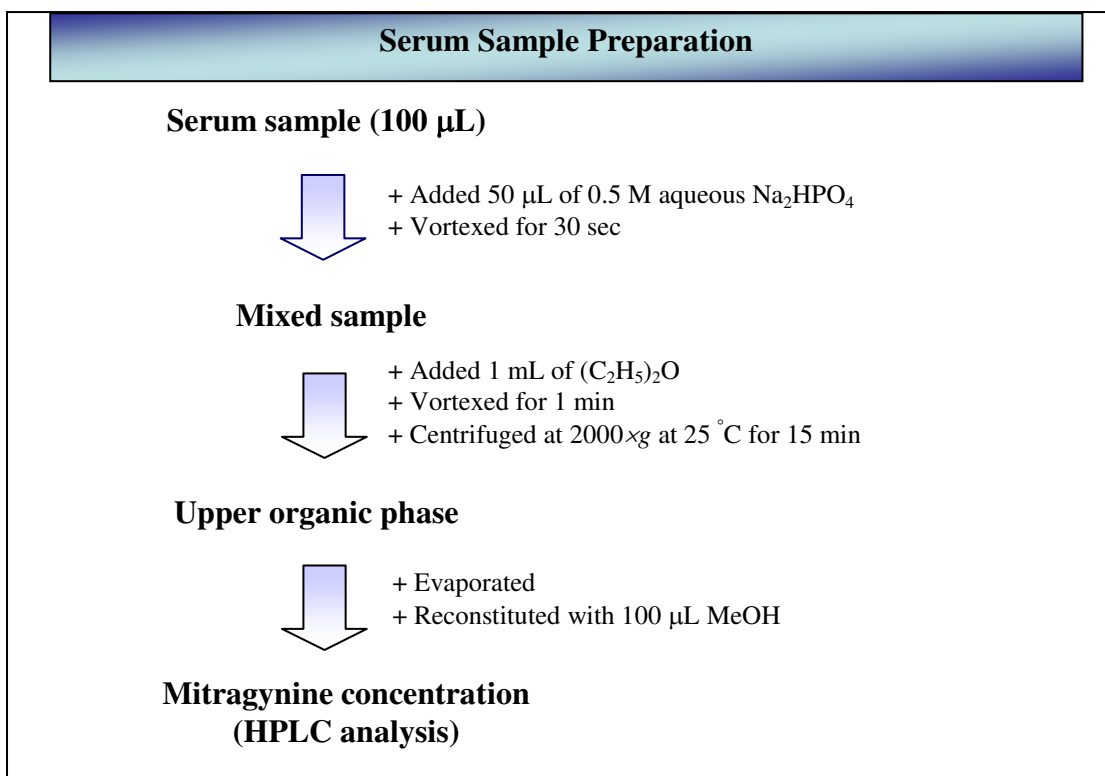 Serum Sample Preparation
Serum sample (100 μL)
+ Added 50 μL of 0.5 M aqueous Na₂HPO₄
+ Vortexed for 30 sec
Mixed sample
+ Added 1 mL of (C₂H₅)₂O
+ Vortexed for 1 min
+ Centrifuged at 2000×g at 25 °C for 15 min
Upper organic phase
+ Evaporated
+ Reconstituted with 100 μL MeOH
Mitragynine concentration
(HPLC analysis)